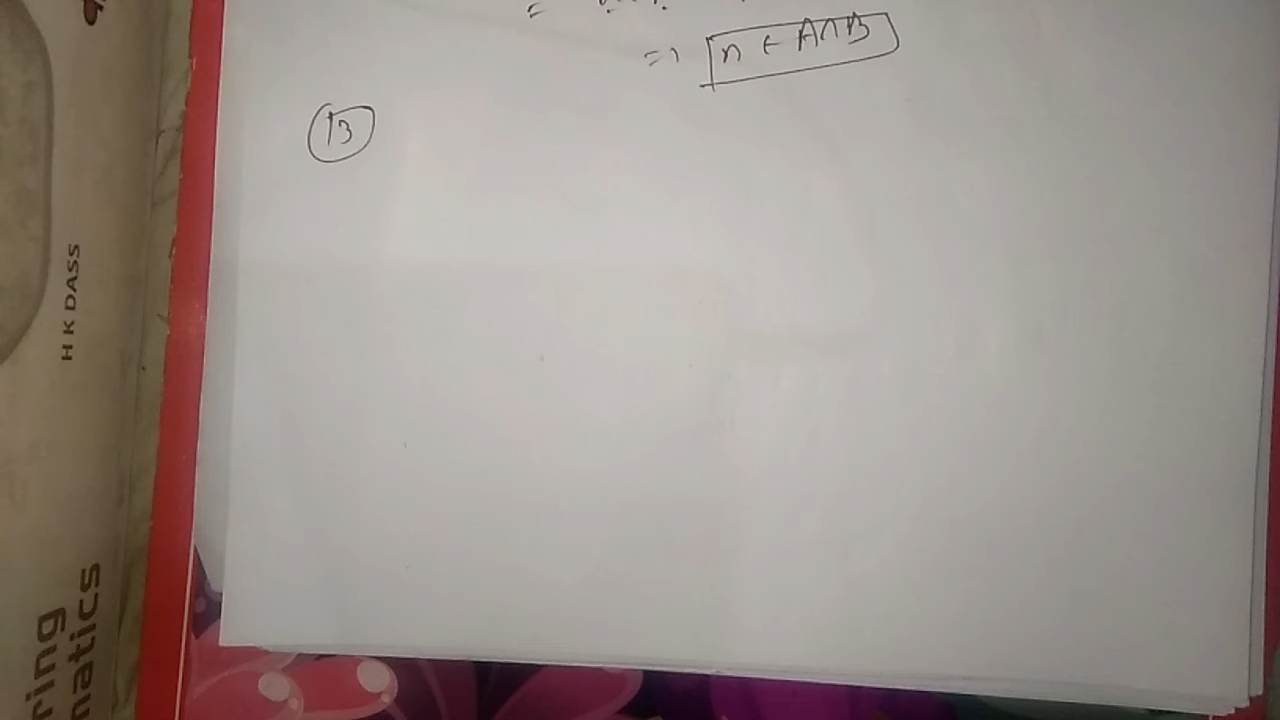 => n ∈ A∩B
13
H K DASS
ring
matics